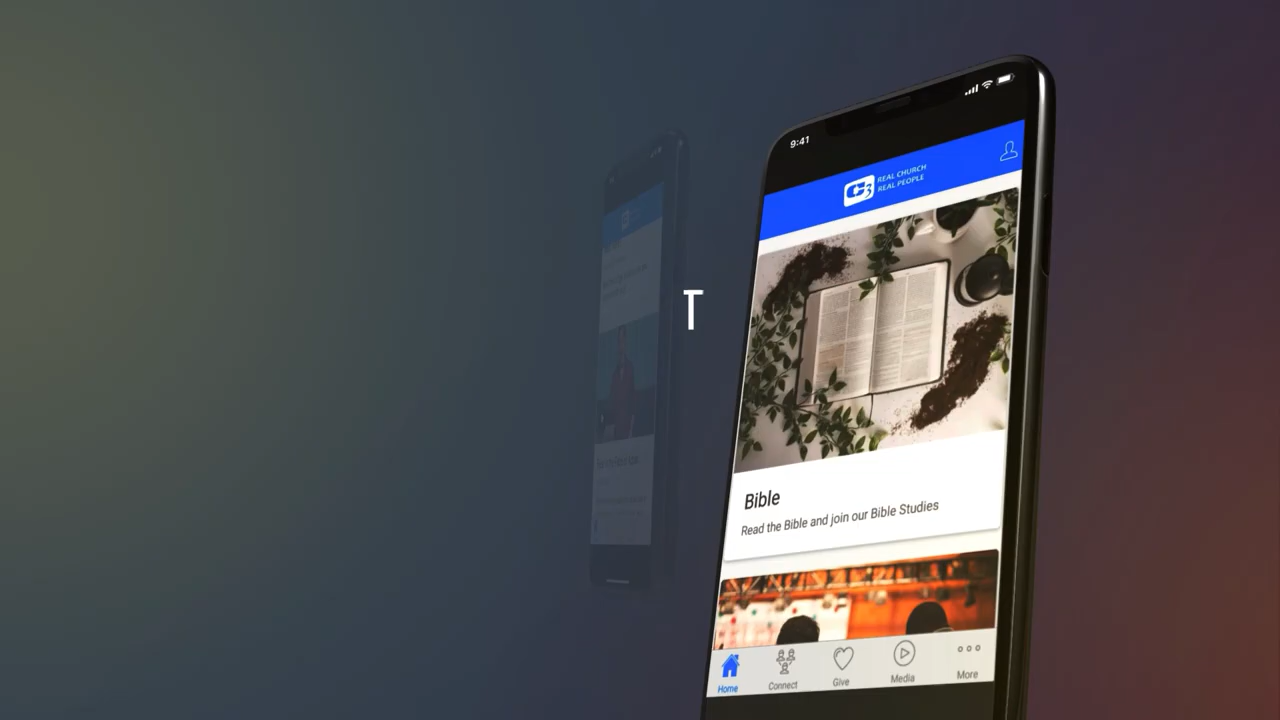 T
9:41
C3
REAL CHURCH
REAL PEOPLE
Bible
Read the Bible and join our Bible Studies
Home
Connect
Give
Media
More